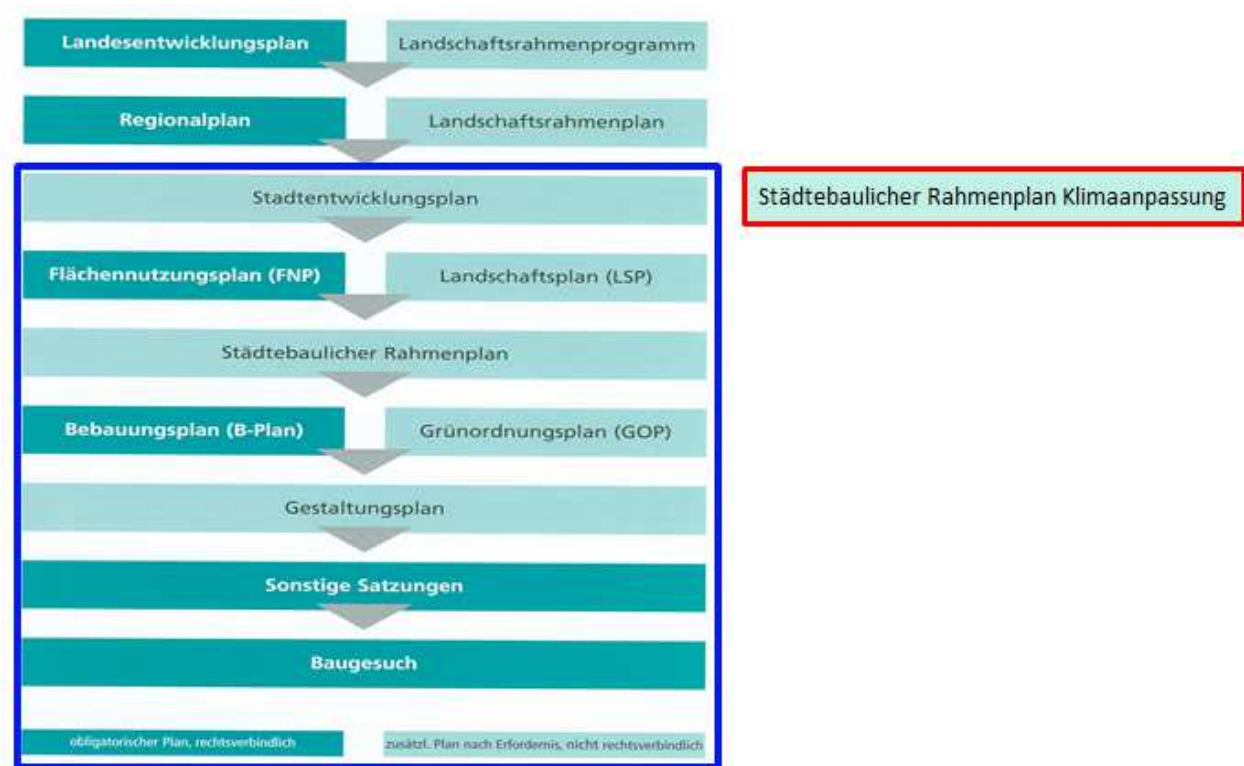 Landesentwicklungsplan
Landschaftsrahmenprogramm
Regionalplan
Landschaftsrahmenplan
Stadtentwicklungsplan
Städtebaulicher Rahmenplan Klimaanpassung
Flächennutzungsplan (FNP)
Landschaftsplan (LSP)
Städtebaulicher Rahmenplan
Bebauungsplan (B-Plan)
Grünordnungsplan (GOP)
Gestaltungsplan
Sonstige Satzungen
Baugesuch
obligatorischer Plan, rechtsverbindlich
zusätzl. Plan nach Erfordernis, nicht rechtsverbindlich